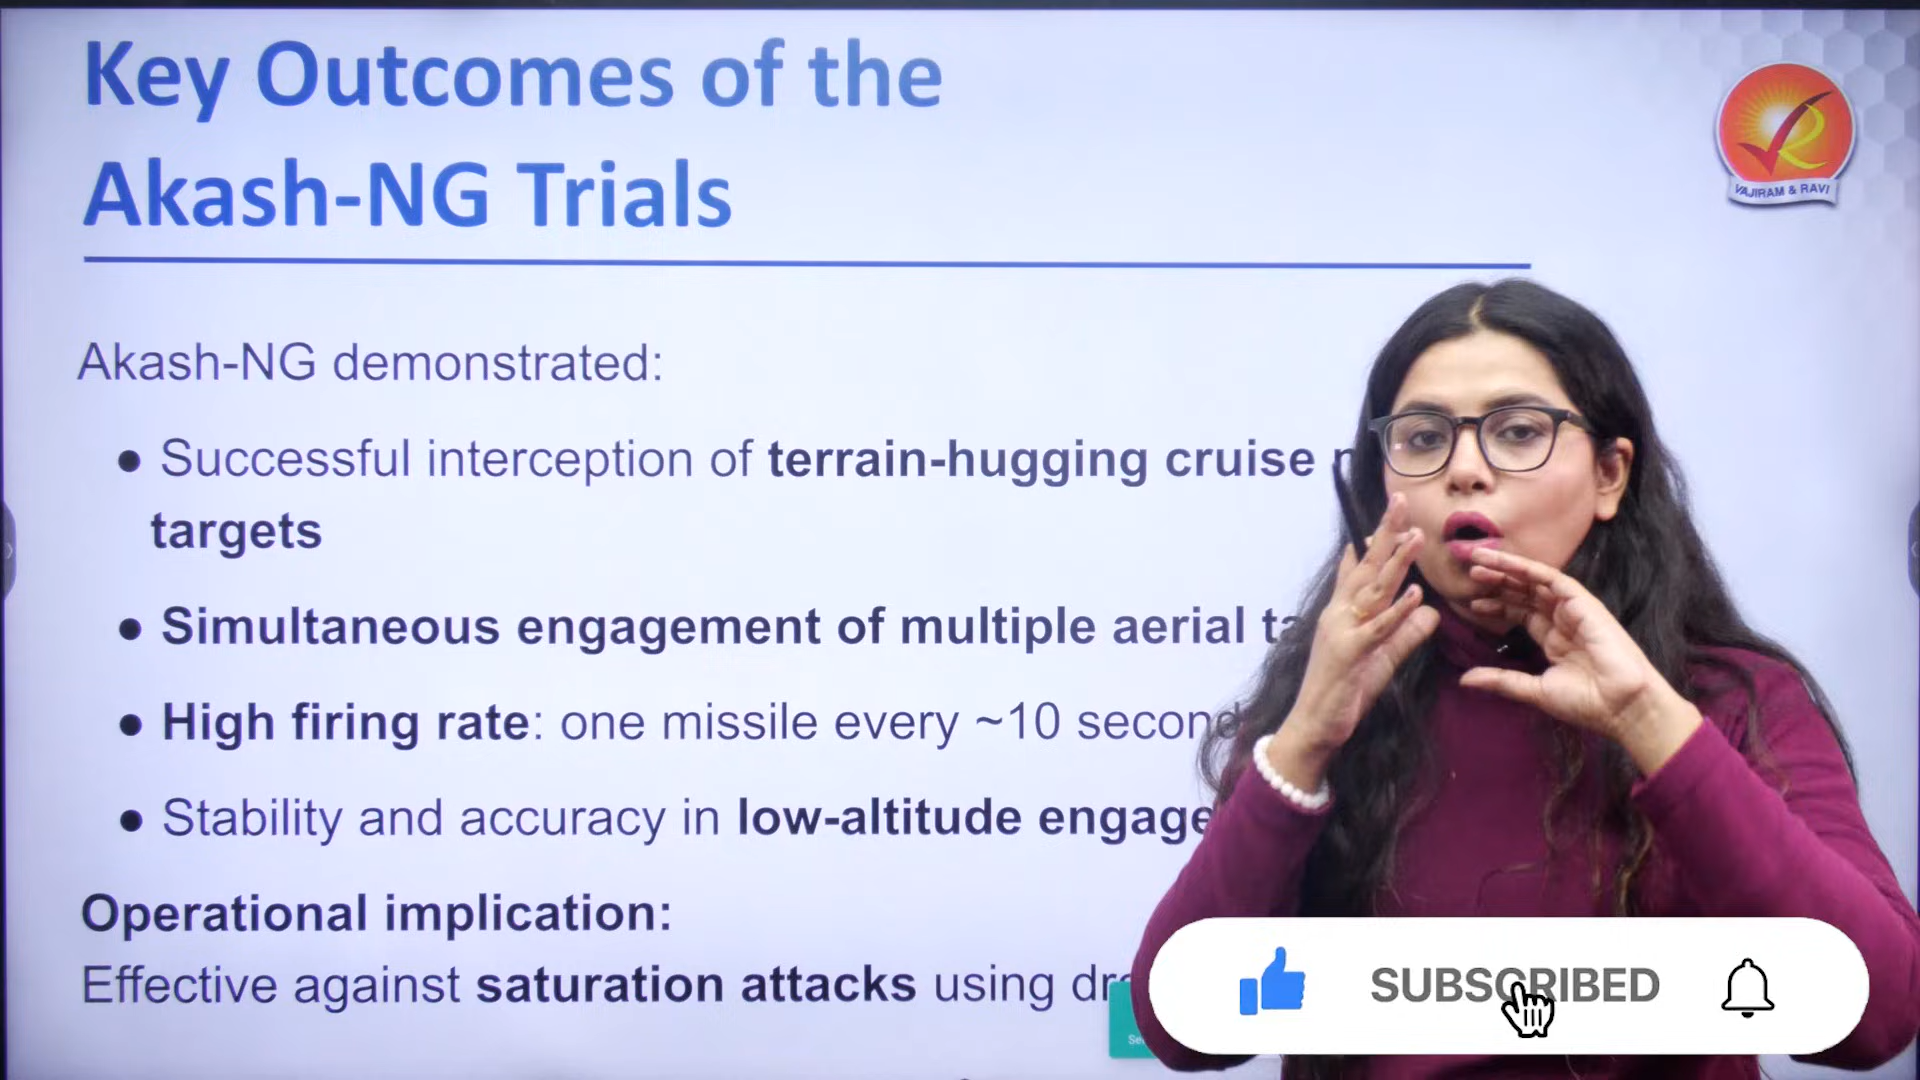 Key Outcomes of the
Akash-NG Trials
VAJIRAM & RAVI
Akash-NG demonstrated:
● Successful interception of terrain-hugging cruise
targets
● Simultaneous engagement of multiple aerial
● High firing rate: one missile every ~10
● Stability and accuracy in low-altitude
Operational implication:
Effective against saturation attacks using
SUBSCRIBED